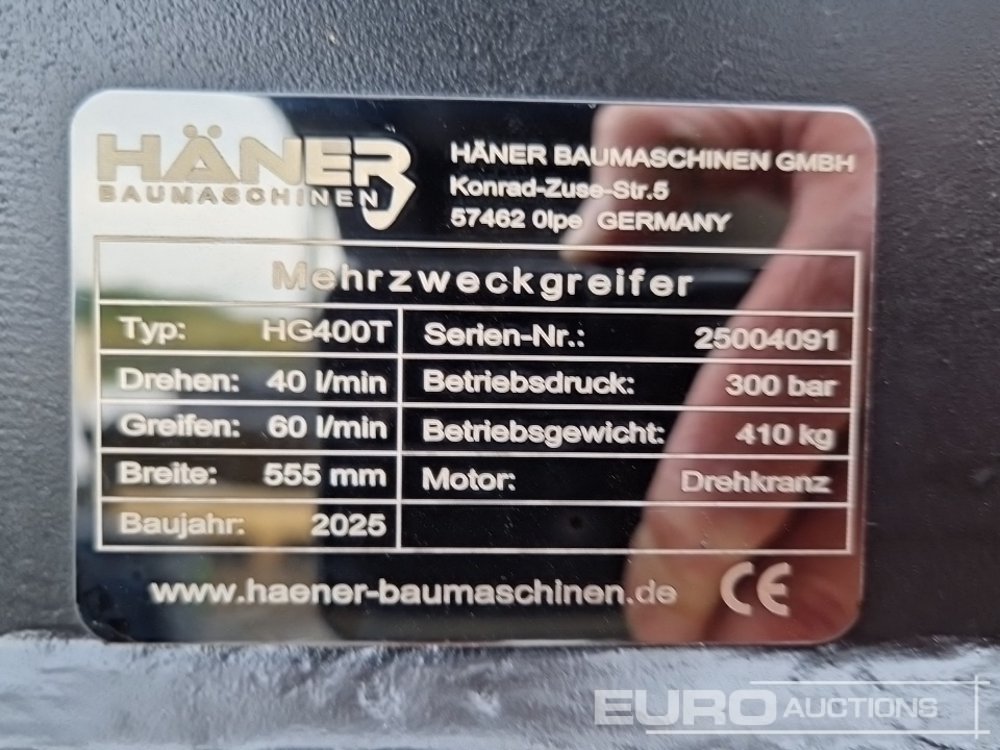 HÄNER
BAUMASCHINEN
HÄNER BAUMASCHINEN GMBH
Konrad-Zuse-Str.5
57462 Olpe GERMANY
Mehrzweckgreifer
Typ: HG400T Serien-Nr.: 25004091
Drehen: 40 l/min Betriebsdruck: 300 bar
Greifen: 60 l/min Betriebsgewicht: 410 kg
Breite: 555 mm Motor: Drehkranz
Baujahr: 2025
www.haener-baumaschinen.de CE
EURO AUCTIONS